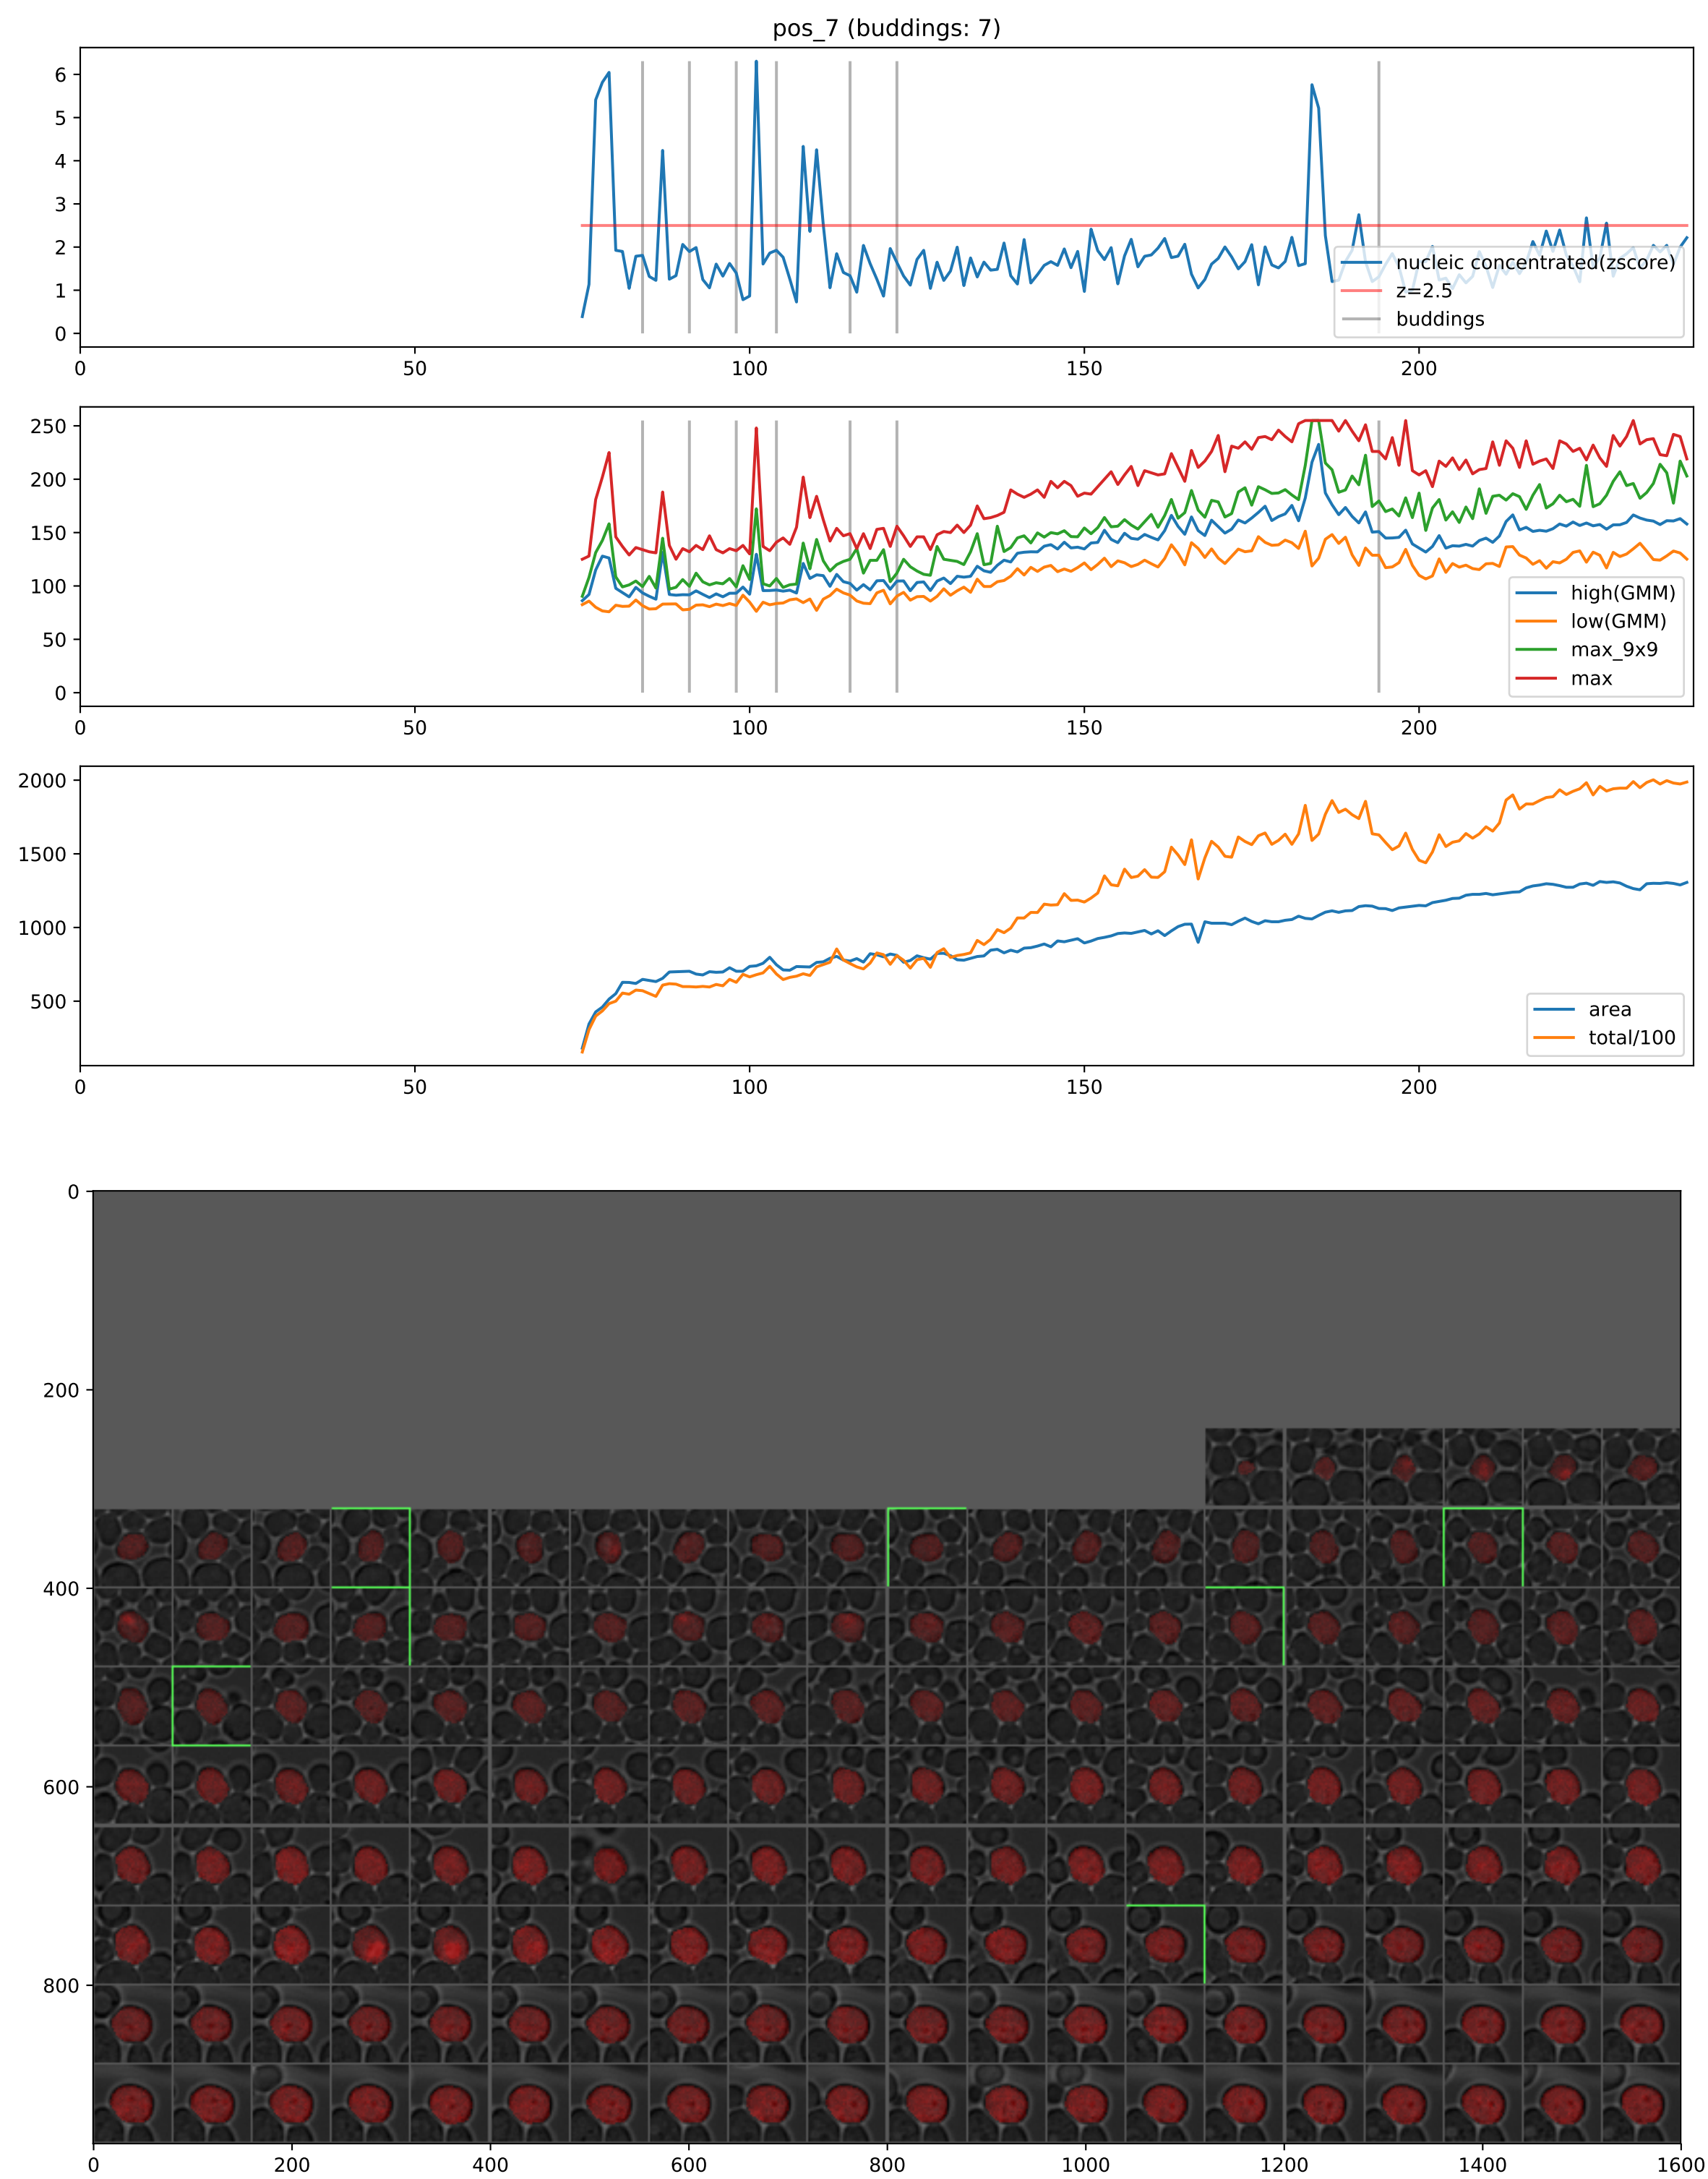 pos_7 (buddings: 7)
6
5
4
3
2
1
0
nucleic concentrated(zscore)
z=2.5
buddings
0 50 100 150 200
250
200
150
100
50
0
high(GMM)
low(GMM)
max_9x9
max
0 50 100 150 200
2000
1500
1000
500
area
total/100
0 50 100 150 200
0
200
400
600
800
0 200 400 600 800 1000 1200 1400 1600